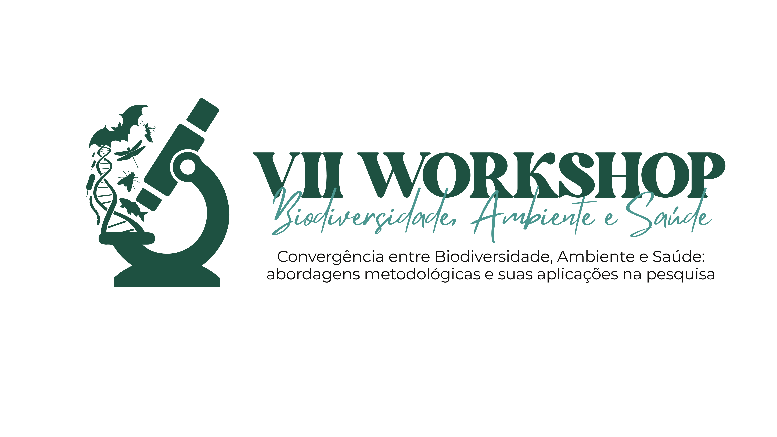 VII WORKSHOP
Biodiversidade, Ambiente e Saúde
Convergência entre Biodiversidade, Ambiente e Saúde:
abordagens metodológicas e suas aplicações na pesquisa